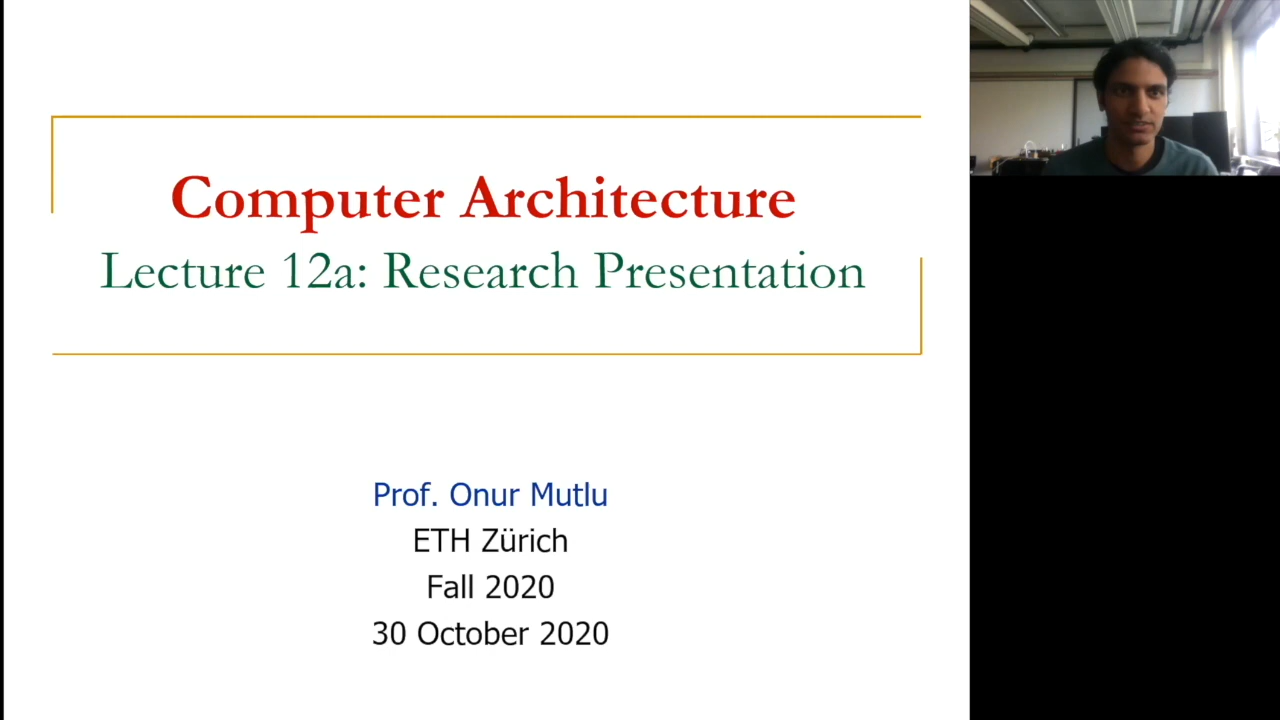 Computer Architecture
Lecture 12a: Research Presentation
Prof. Onur Mutlu
ETH Zürich
Fall 2020
30 October 2020